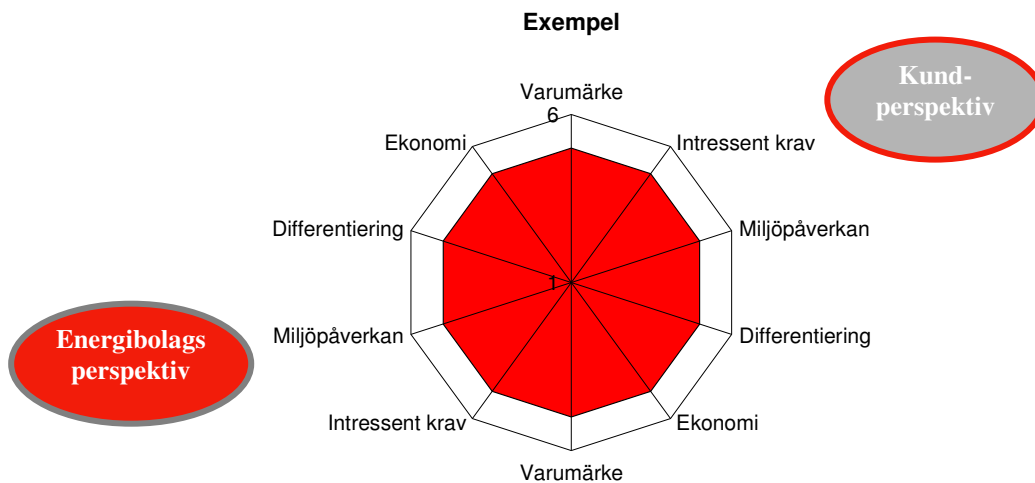 Exempel
Kund-
perspektiv
Varumärke
6
Ekonomi
Intressent krav
Differentiering
Miljöpåverkan
1
Energibolags
perspektiv
Miljöpåverkan
Differentiering
Intressent krav
Ekonomi
Varumärke